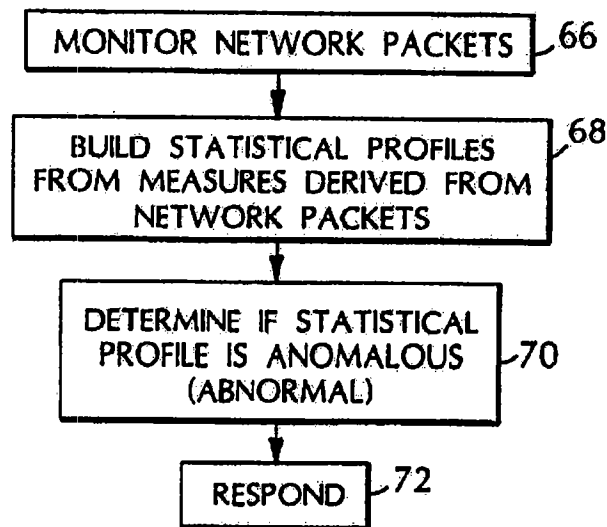 MONITOR NETWORK PACKETS 66
BUILD STATISTICAL PROFILES
FROM MEASURES DERIVED FROM
NETWORK PACKETS
68
DETERMINE IF STATISTICAL
PROFILE IS ANOMALOUS
(ABNORMAL)
70
RESPOND 72